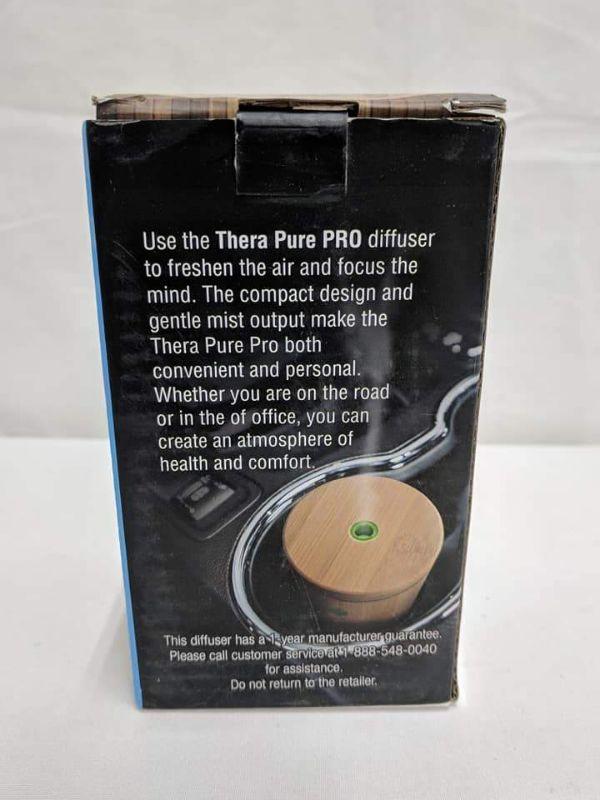 Use the Thera Pure PRO diffuser
to freshen the air and focus the
mind. The compact design and
gentle mist output make the
Thera Pure Pro both
convenient and personal.
Whether you are on the road
or in the of office, you can
create an atmosphere of
health and comfort.
This diffuser has a 1-year manufacturer guarantee.
Please call customer service at 1-888-548-0040
for assistance.
Do not return to the retailer.